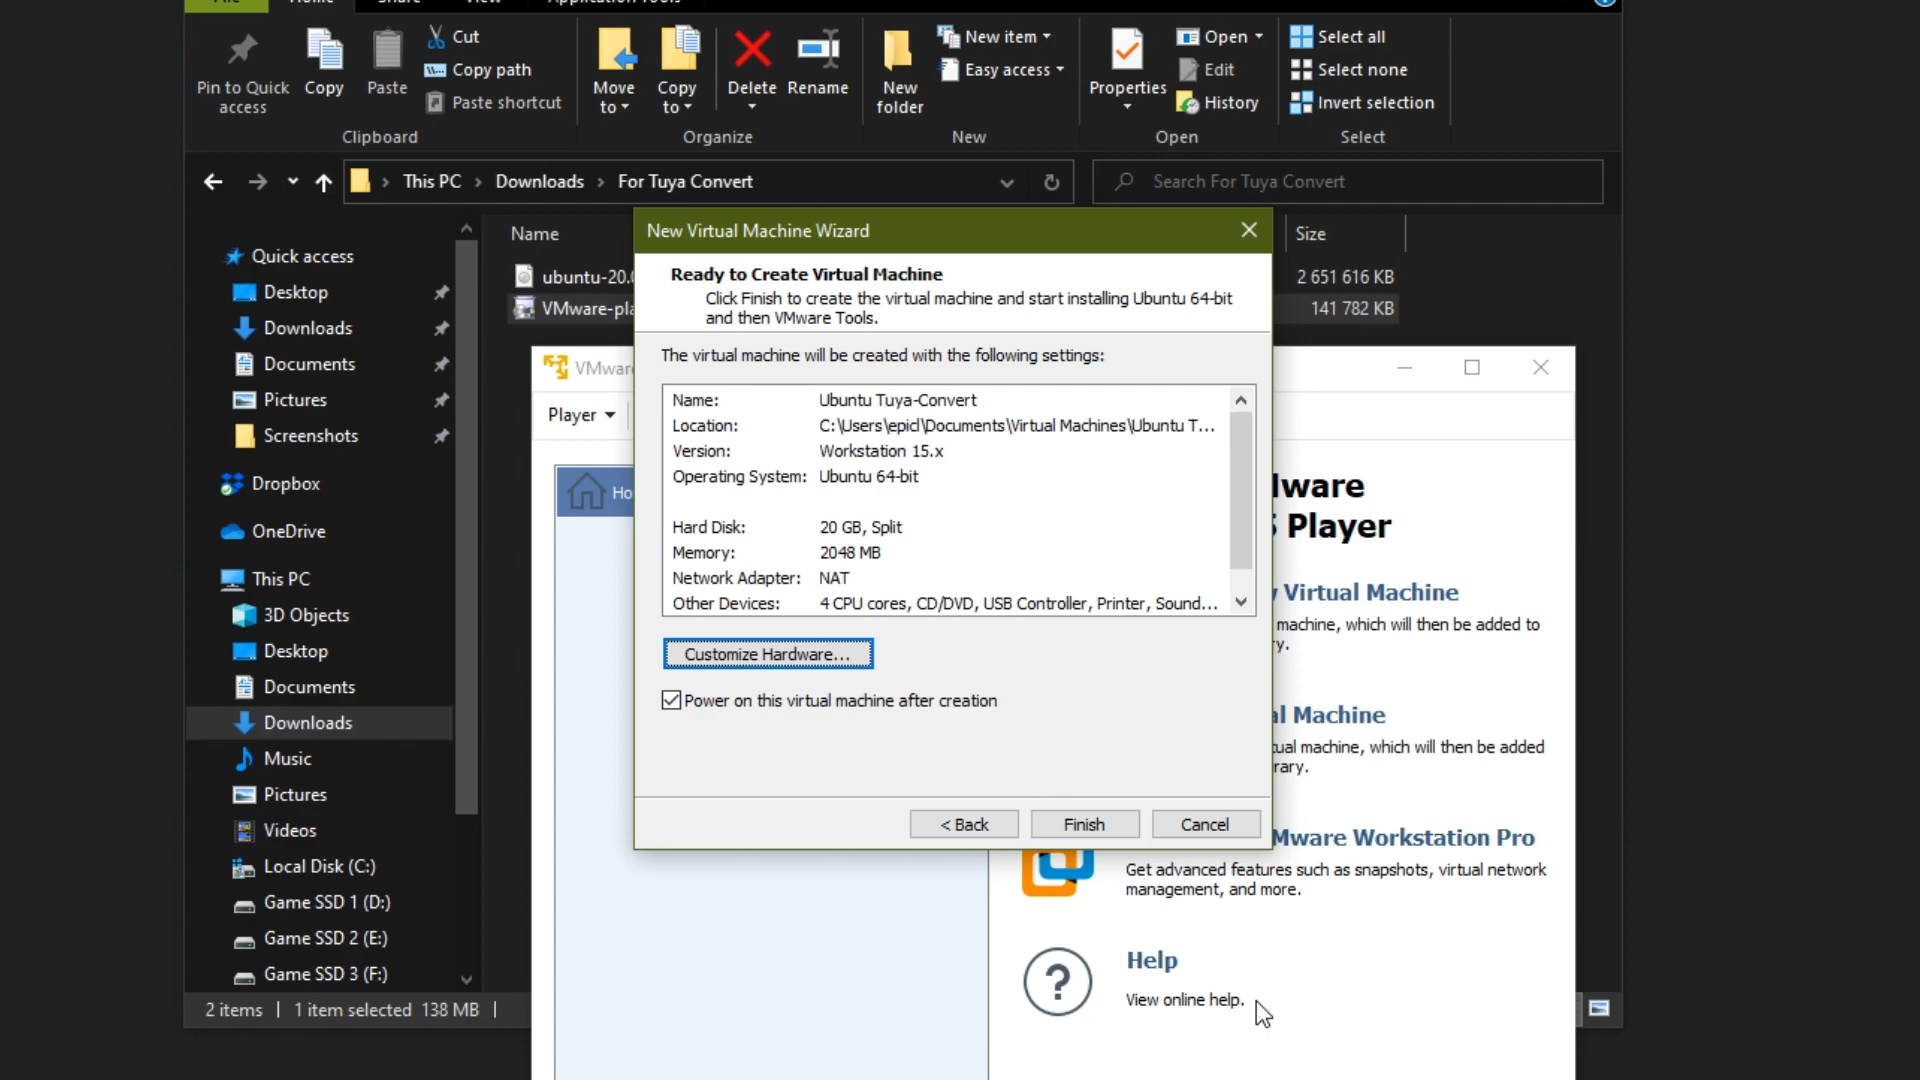 Pin to Quick access
Copy
Paste
Cut
Copy path
Paste shortcut
Clipboard
Move to
Copy to
Delete
Rename
Organize
New folder
New item
Easy access
New
Properties
Open
Edit
History
Open
Select all
Select none
Invert selection
Select
This PC
Downloads
For Tuya Convert
Search For Tuya Convert
Name
Size
ubuntu-20.
2 651 616 KB
VMware-pl
141 782 KB
Quick access
Desktop
Downloads
Documents
Pictures
Screenshots
Dropbox
OneDrive
This PC
3D Objects
Desktop
Documents
Downloads
Music
Pictures
Videos
Local Disk (C:)
Game SSD 1 (D:)
Game SSD 2 (E:)
Game SSD 3 (F:)
2 items
1 item selected 138 MB
New Virtual Machine Wizard
Ready to Create Virtual Machine
Click Finish to create the virtual machine and start installing Ubuntu 64-bit
and then VMware Tools.
The virtual machine will be created with the following settings:
Name: Ubuntu Tuya-Convert
Location: C:\Users\epicl\Documents\Virtual Machines\Ubuntu T...
Version: Workstation 15.x
Operating System: Ubuntu 64-bit
Hard Disk: 20 GB, Split
Memory: 2048 MB
Network Adapter: NAT
Other Devices: 4 CPU cores, CD/DVD, USB Controller, Printer, Sound...
Customize Hardware...
Power on this virtual machine after creation
< Back
Finish
Cancel
VMwar
Player
Ho
ware
Player
Virtual Machine
machine, which will then be added to
y.
al Machine
tual machine, which will then be added
rary.
Mware Workstation Pro
Get advanced features such as snapshots, virtual network
management, and more.
Help
View online help.